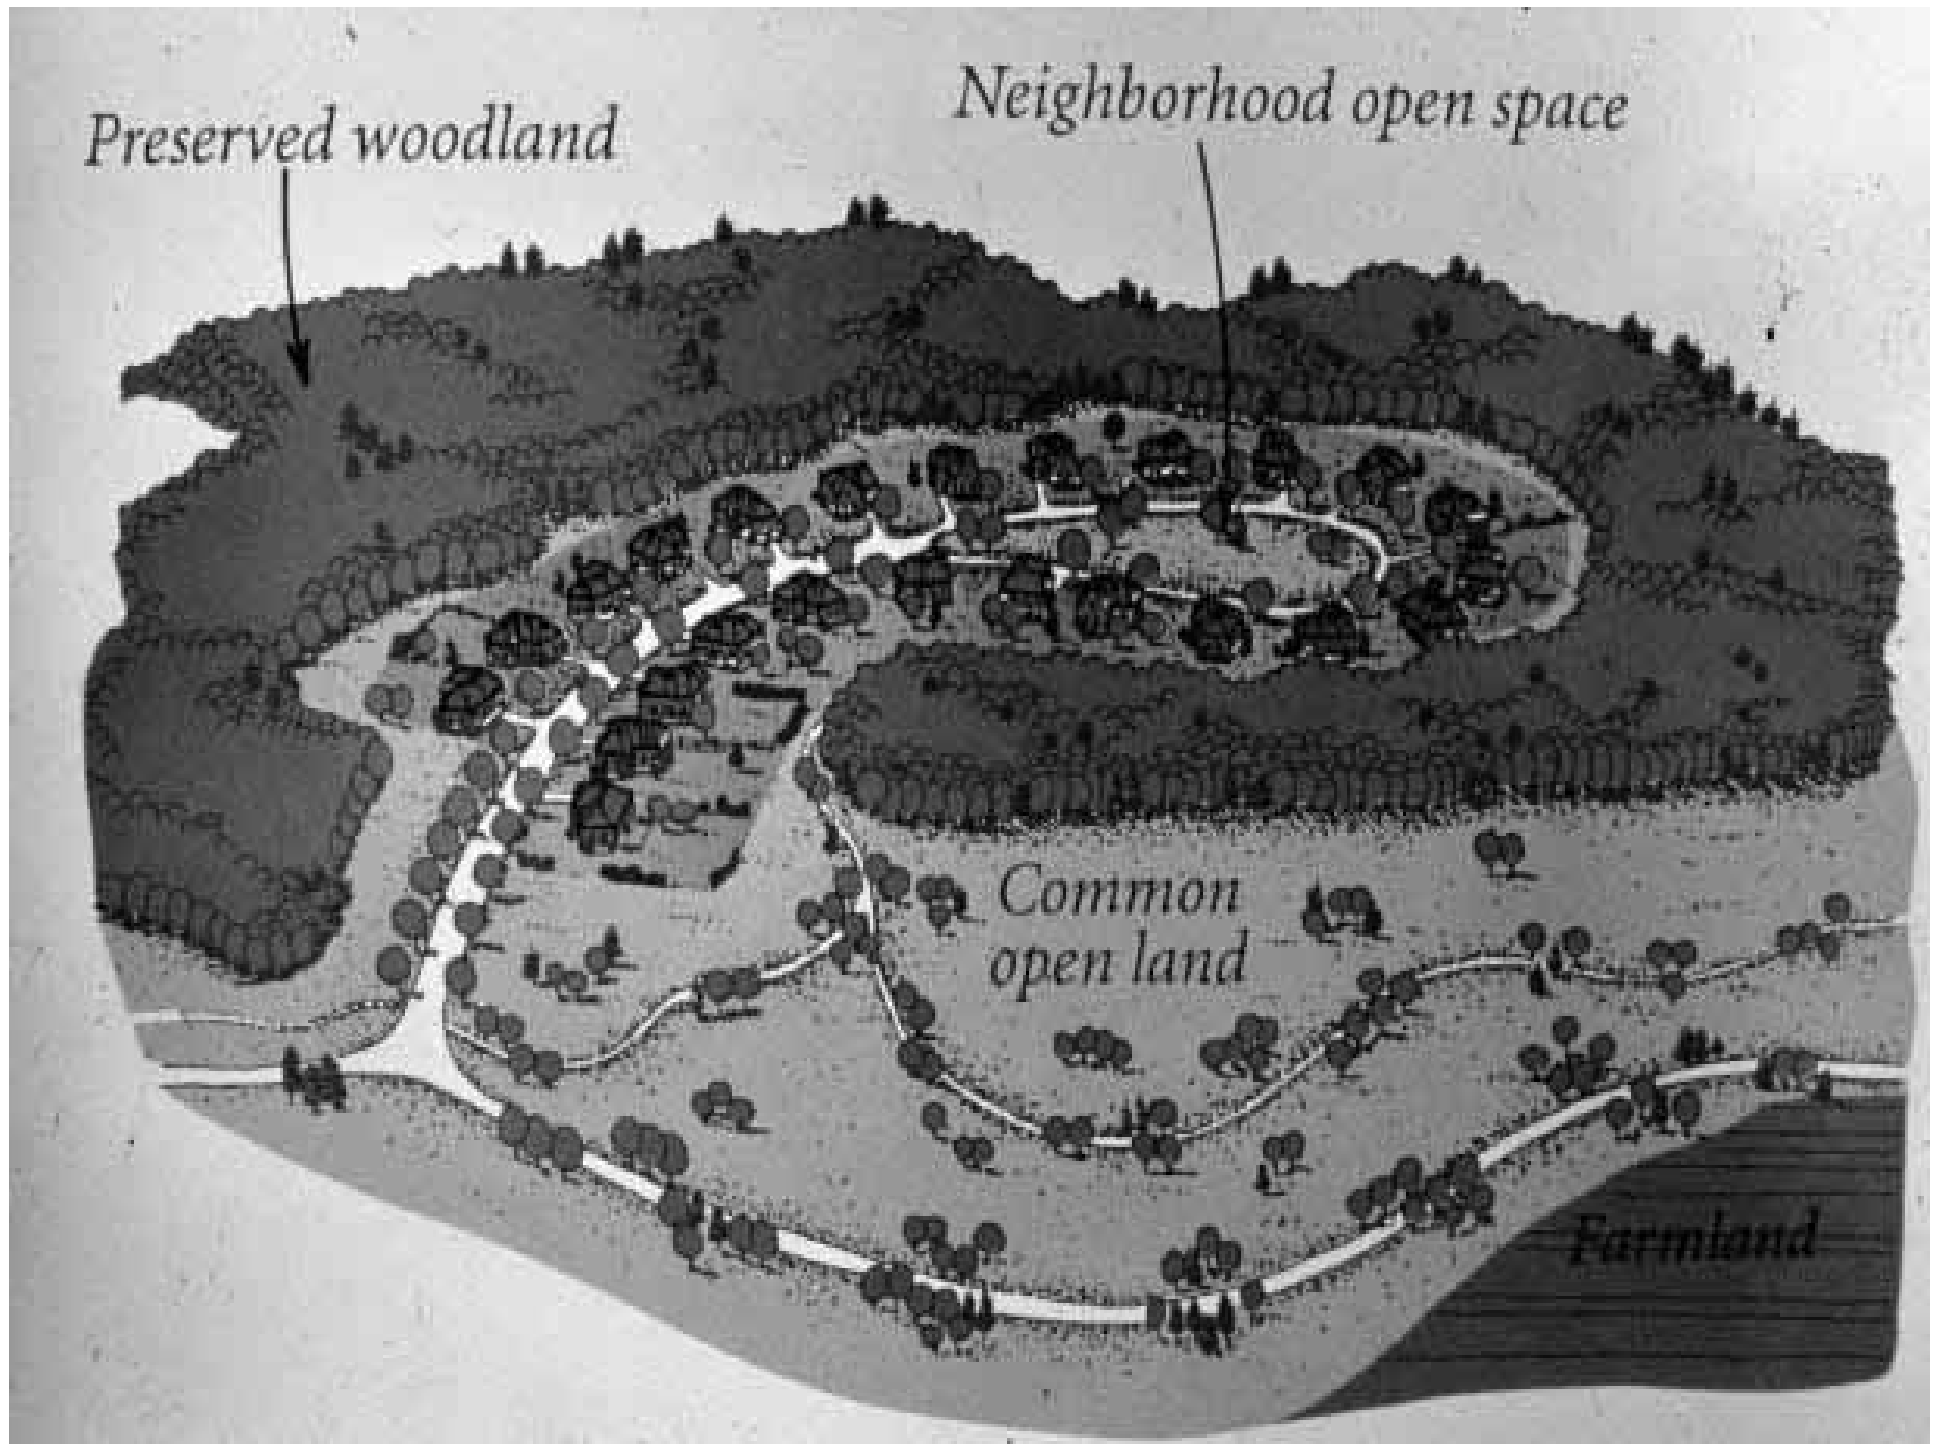 Neighborhood open space
Preserved woodland
Common
open land
Farmland